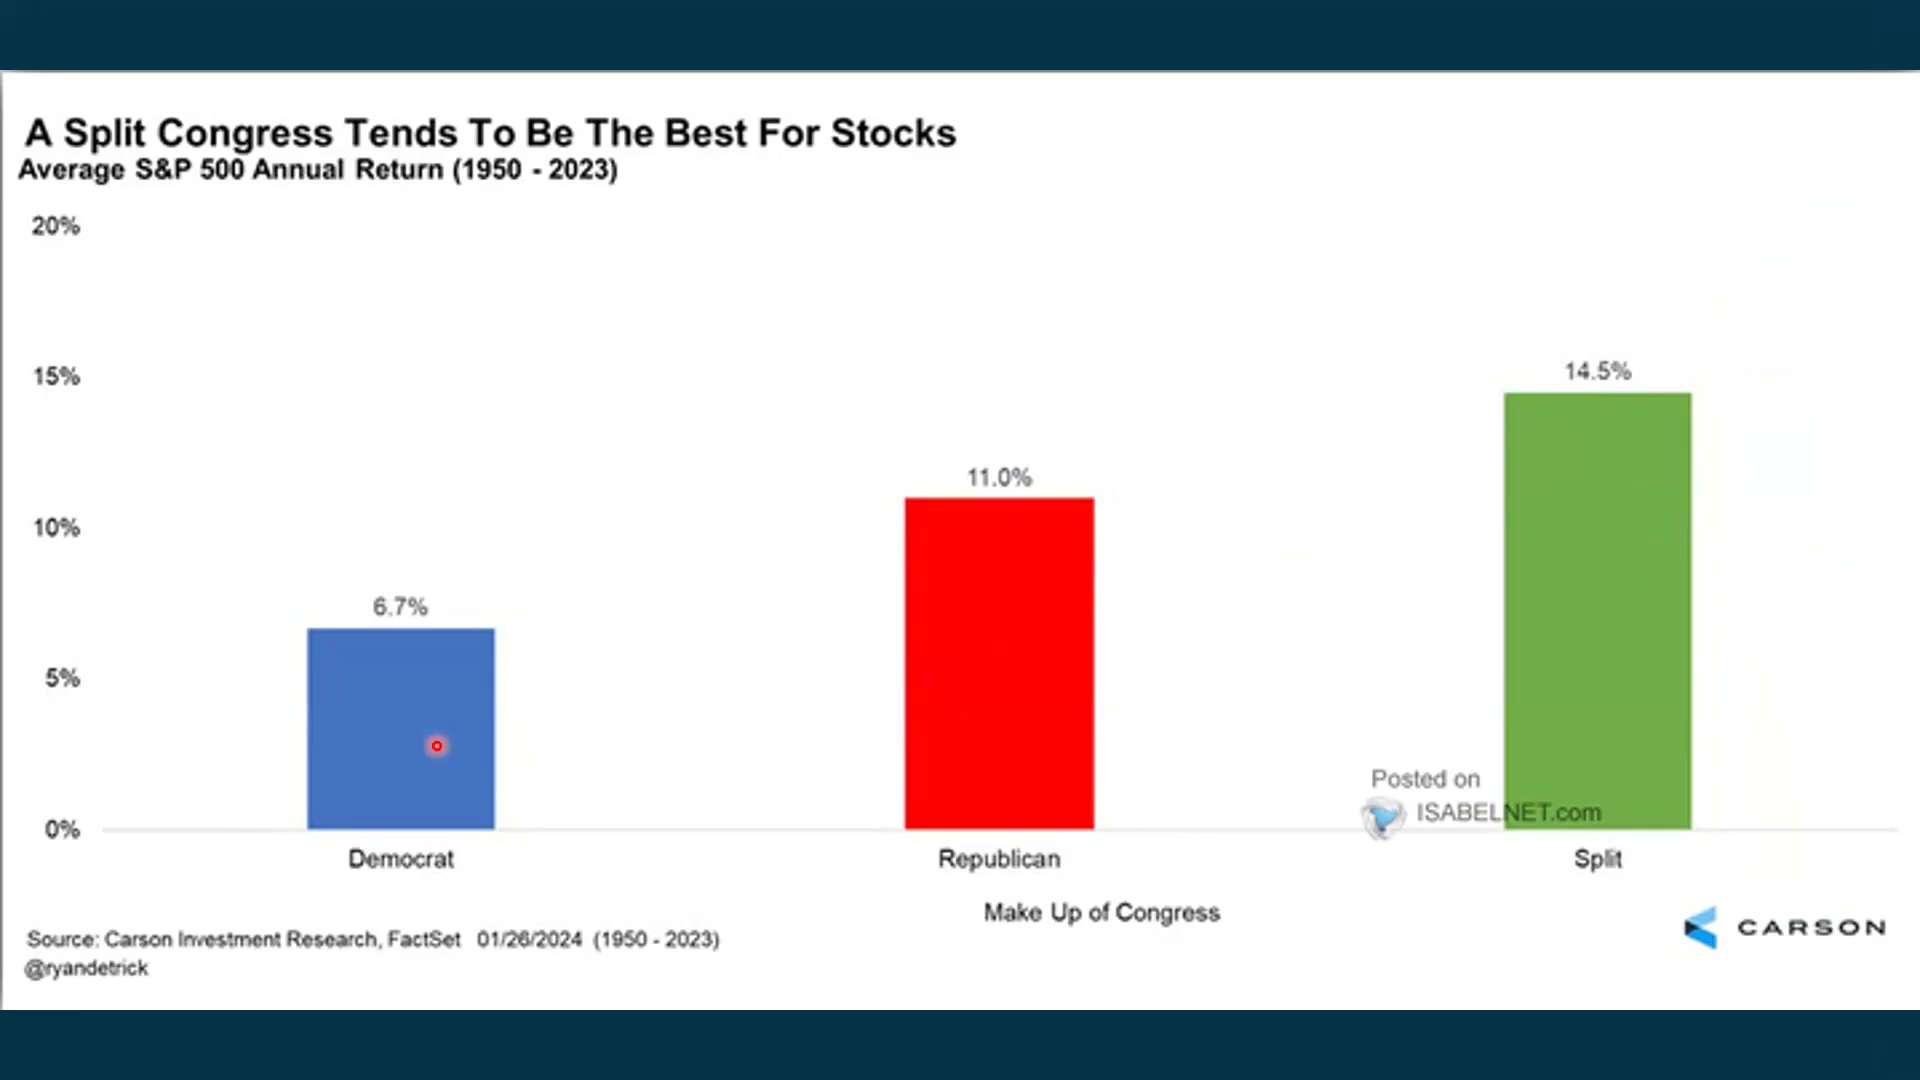 A Split Congress Tends To Be The Best For Stocks
Average S&P 500 Annual Return (1950 - 2023)
20%
15%
10%
5%
0%
6.7%
11.0%
14.5%
Democrat
Republican
Split
Make Up of Congress
Posted on
ISABELNET.com
Source: Carson Investment Research, FactSet 01/26/2024 (1950 - 2023)
@ryandetrick
CARSON